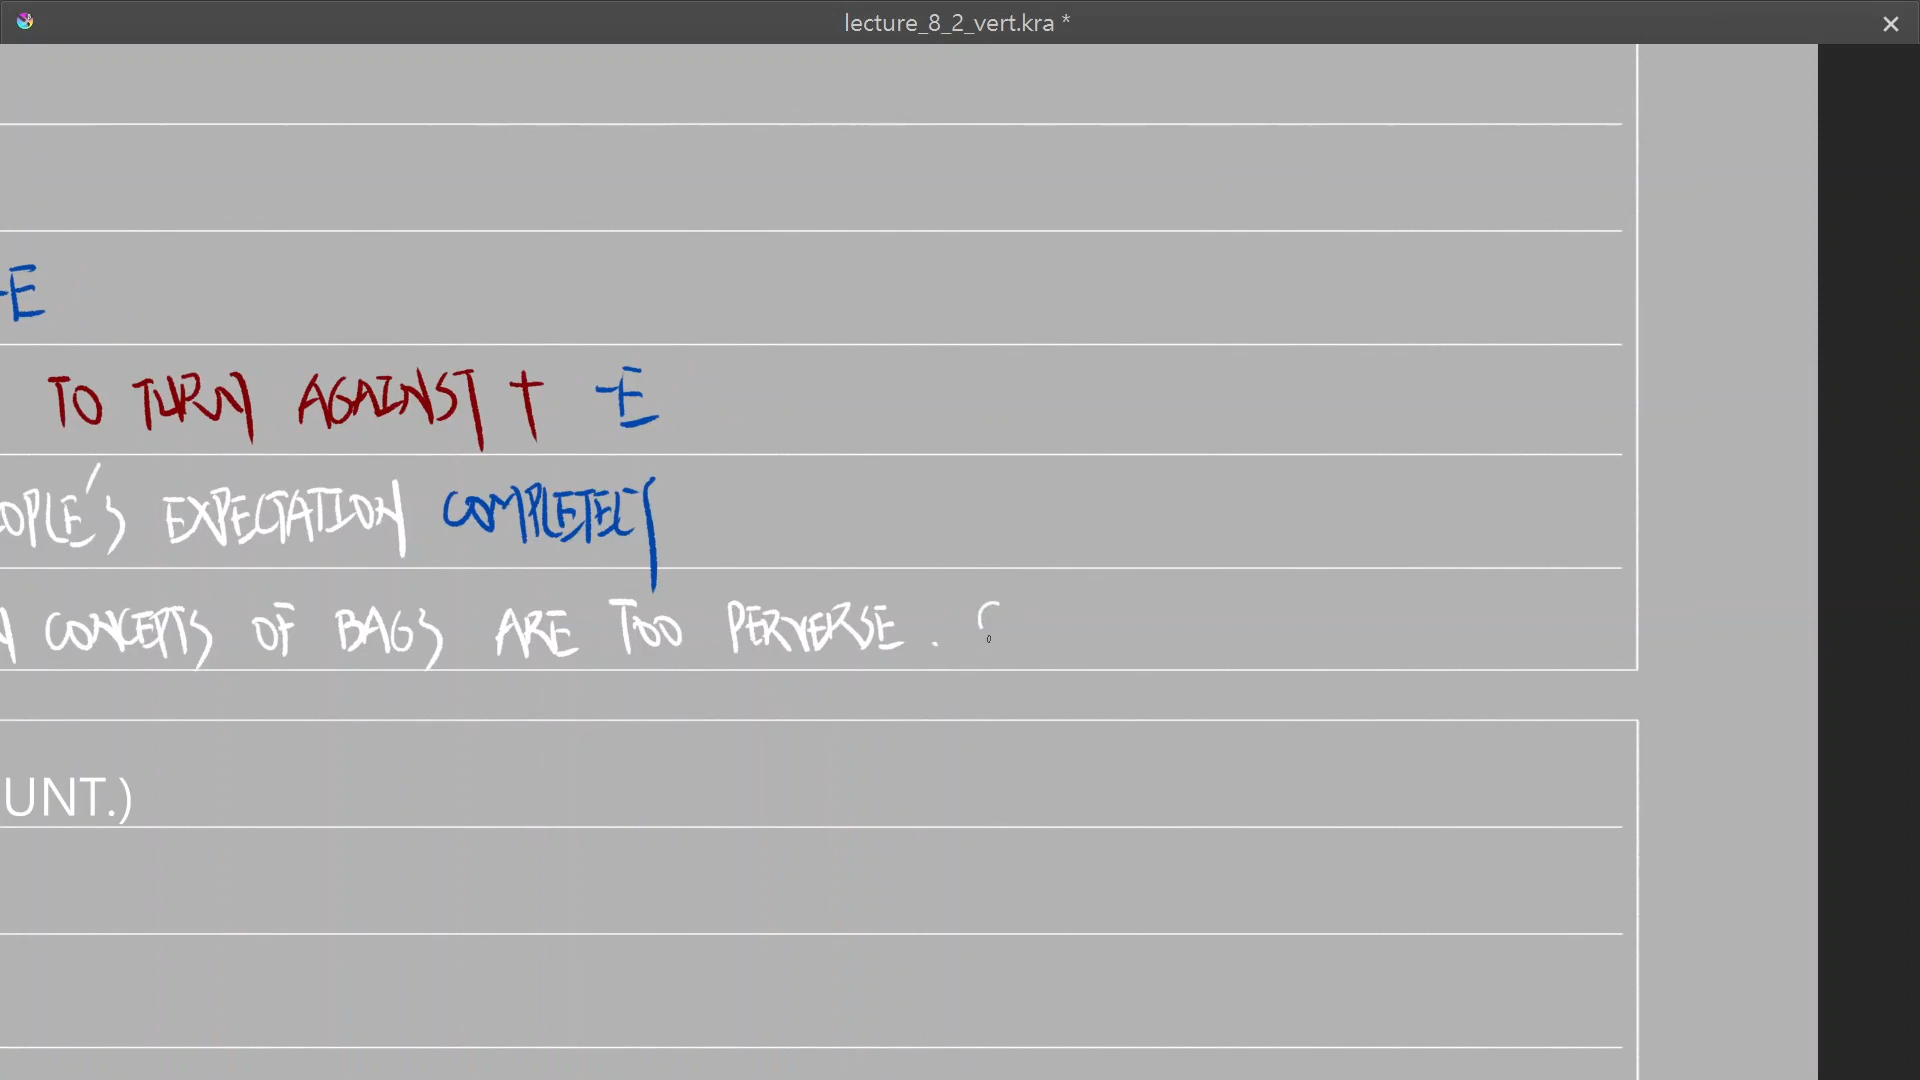 lecture_8_2_vert.kra *
-E
TO TURN AGAINST + -E
OPLE'S EXPECTATION COMPLETELY
CONCEPTS OF BAGS ARE TOO PERVERSE.
UNT.)